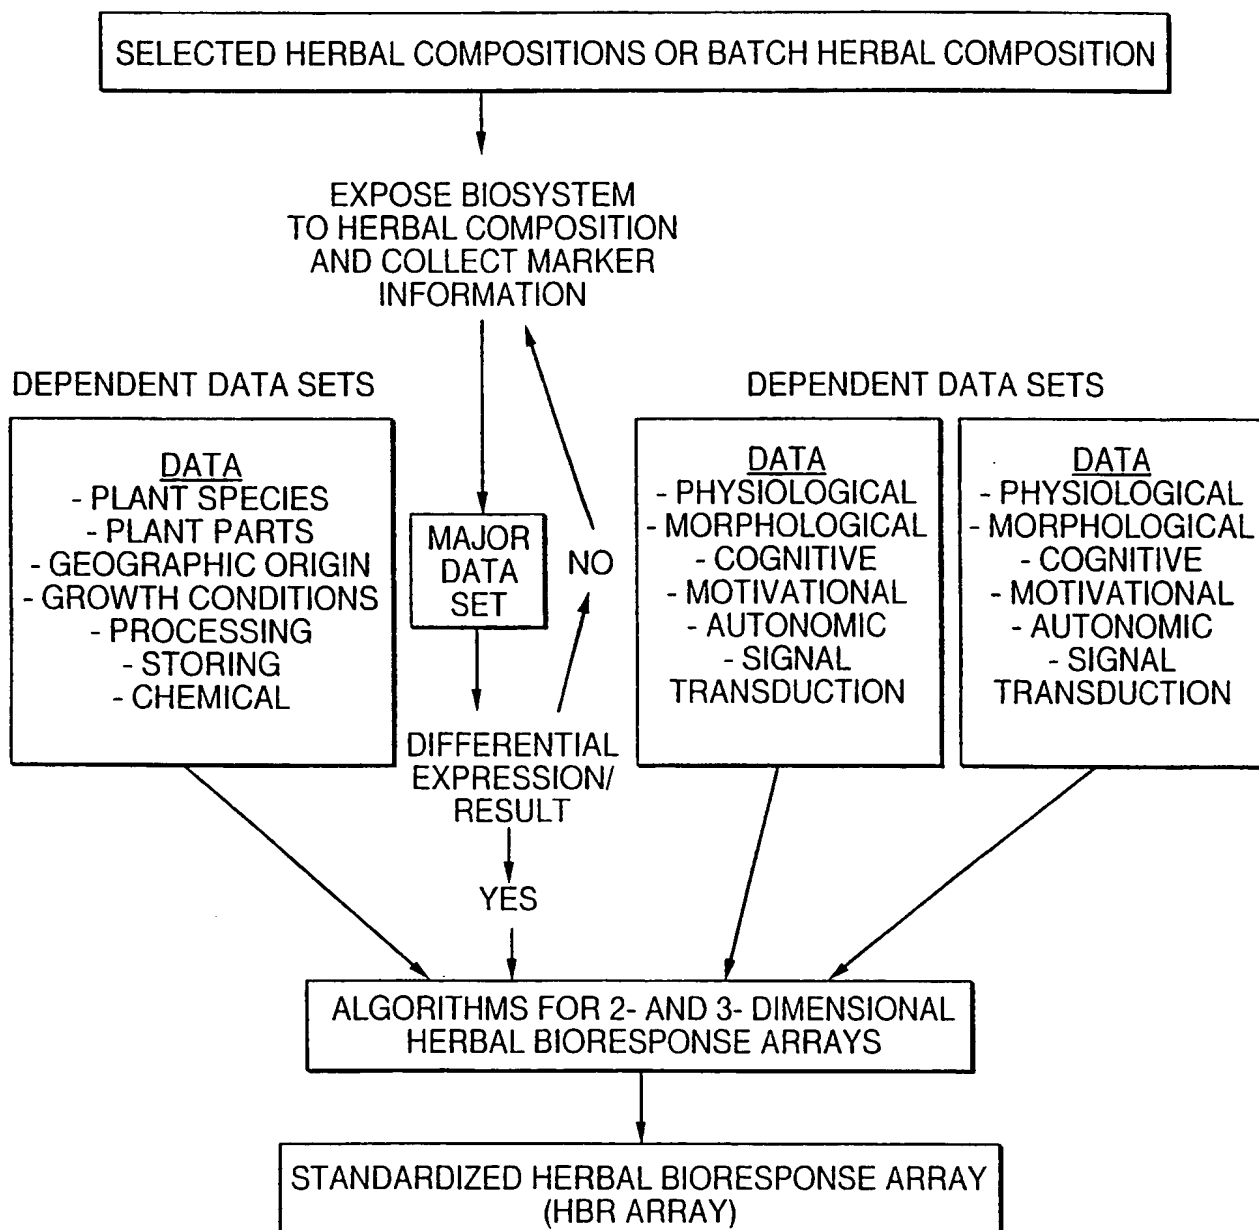 SELECTED HERBAL COMPOSITIONS OR BATCH HERBAL COMPOSITION
EXPOSE BIOSYSTEM
TO HERBAL COMPOSITION
AND COLLECT MARKER
INFORMATION
DEPENDENT DATA SETS
DATA
- PLANT SPECIES
- PLANT PARTS
- GEOGRAPHIC ORIGIN
- GROWTH CONDITIONS
- PROCESSING
- STORING
- CHEMICAL
MAJOR
DATA
SET
NO
DIFFERENTIAL
EXPRESSION/
RESULT
YES
DEPENDENT DATA SETS
DATA
- PHYSIOLOGICAL
- MORPHOLOGICAL
- COGNITIVE
- MOTIVATIONAL
- AUTONOMIC
- SIGNAL
TRANSDUCTION
DATA
- PHYSIOLOGICAL
- MORPHOLOGICAL
- COGNITIVE
- MOTIVATIONAL
- AUTONOMIC
- SIGNAL
TRANSDUCTION
ALGORITHMS FOR 2- AND 3- DIMENSIONAL
HERBAL BIORESPONSE ARRAYS
STANDARDIZED HERBAL BIORESPONSE ARRAY
(HBR ARRAY)